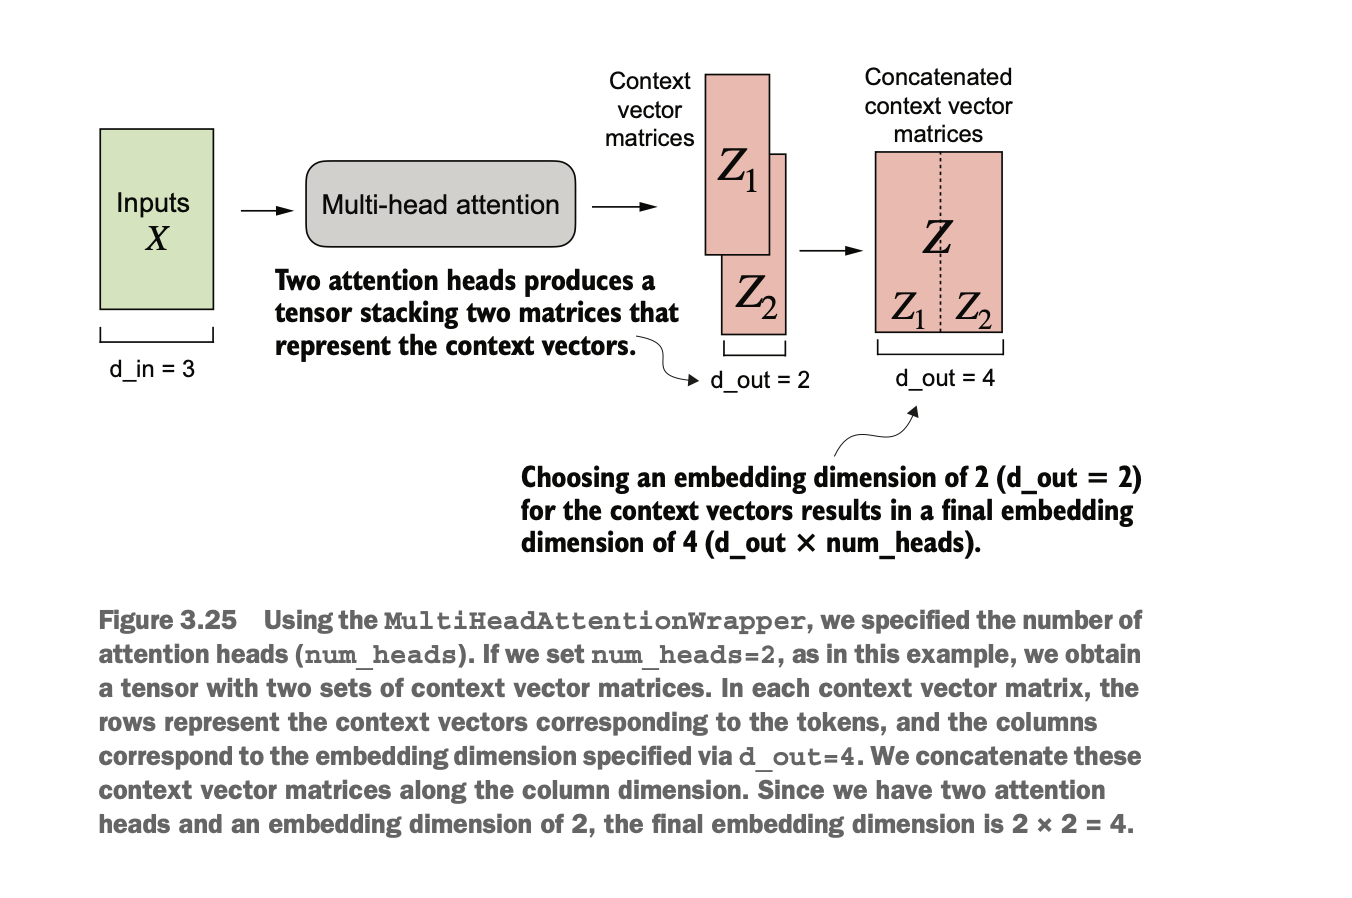 Inputs
X
d_in = 3
Multi-head attention
Two attention heads produces a
tensor stacking two matrices that
represent the context vectors.
Context
vector
matrices
Z1
Z2
d_out = 2
Concatenated
context vector
matrices
Z
Z1 Z2
d_out = 4
Choosing an embedding dimension of 2 (d_out = 2)
for the context vectors results in a final embedding
dimension of 4 (d_out × num_heads).
Figure 3.25 Using the MultiHeadAttentionWrapper, we specified the number of
attention heads (num_heads). If we set num_heads=2, as in this example, we obtain
a tensor with two sets of context vector matrices. In each context vector matrix, the
rows represent the context vectors corresponding to the tokens, and the columns
correspond to the embedding dimension specified via d_out=4. We concatenate these
context vector matrices along the column dimension. Since we have two attention
heads and an embedding dimension of 2, the final embedding dimension is 2 × 2 = 4.